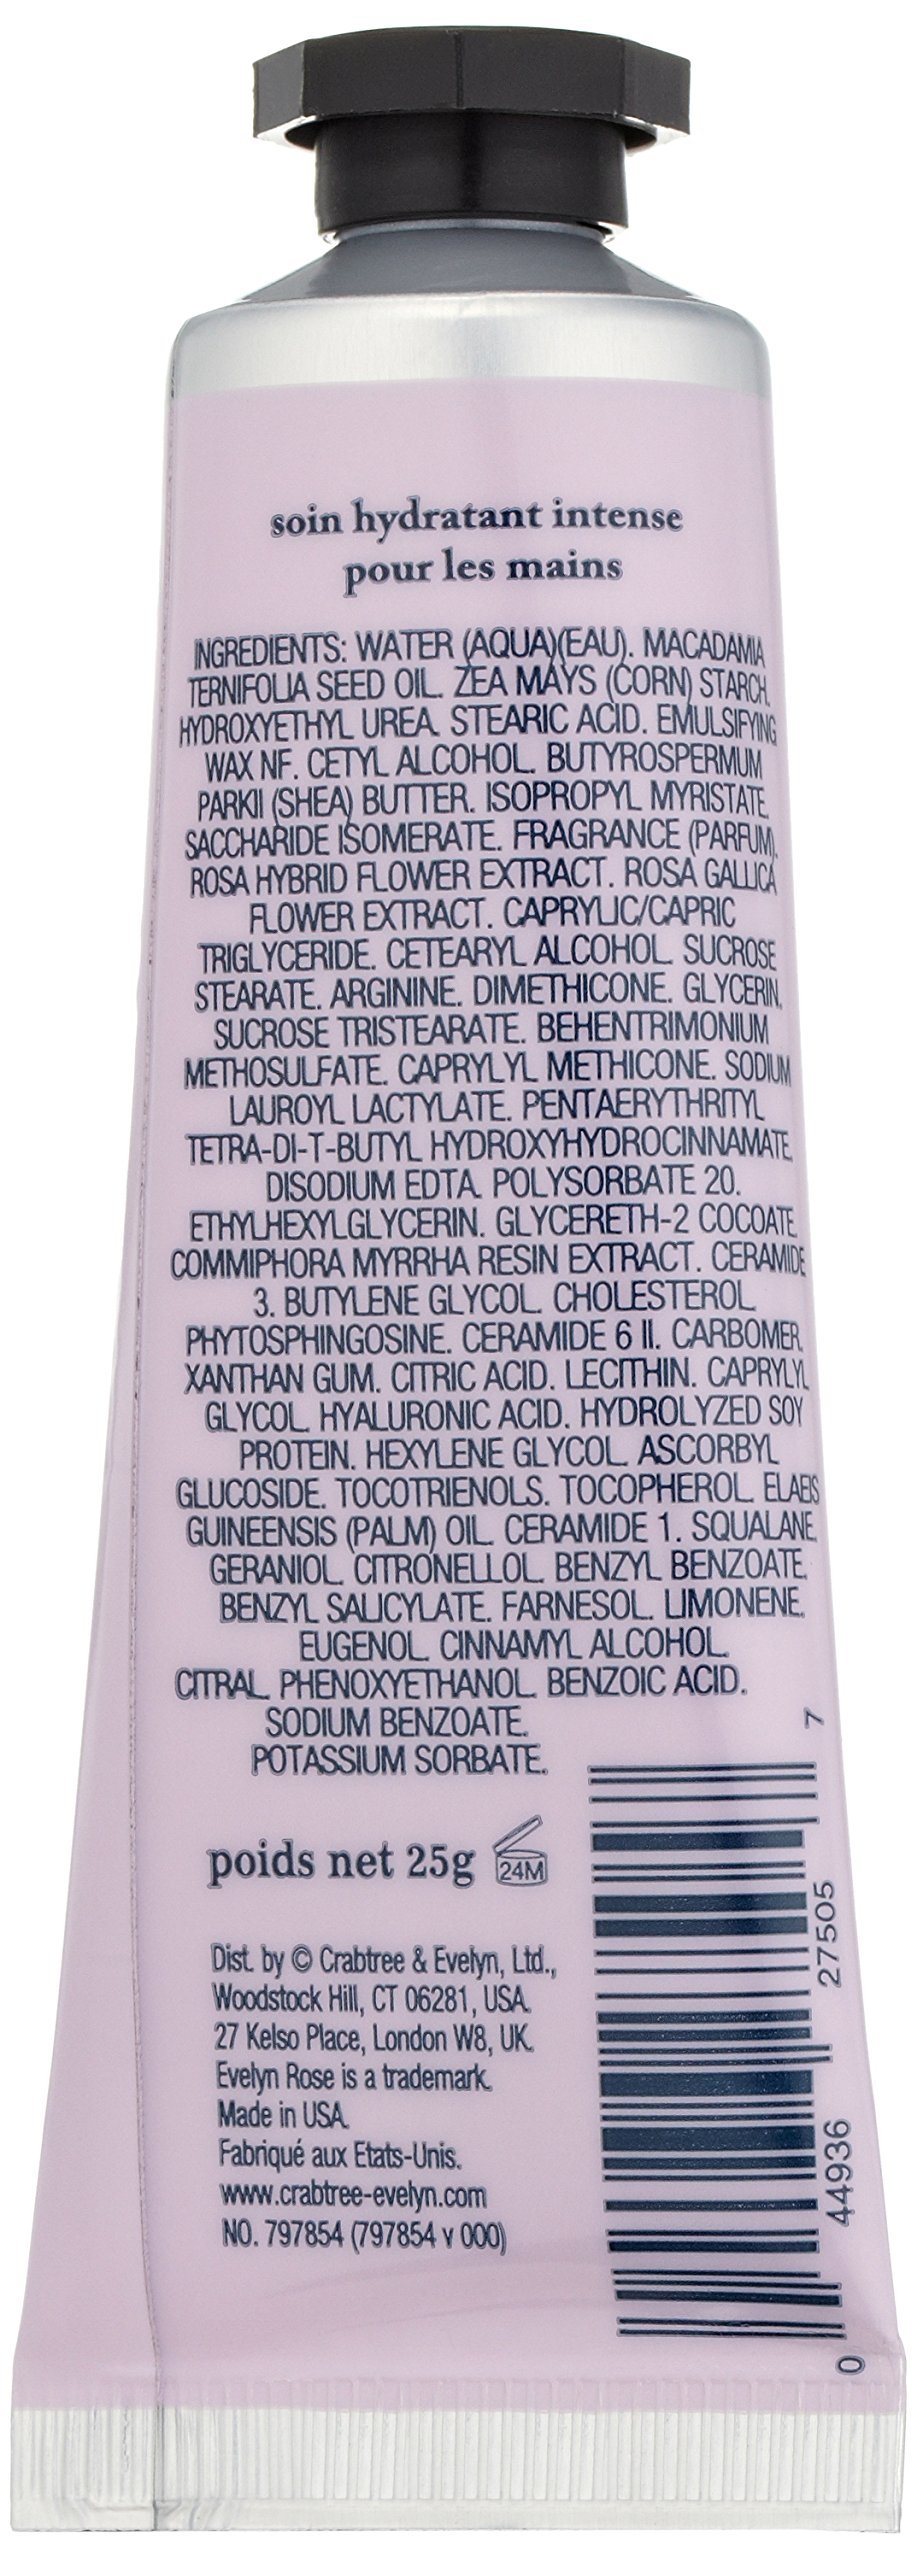 soin hydratant intense
pour les mains
INGREDIENTS: WATER (AQUA)(EAU). MACADAMIA
TERNIFOLIA SEED OIL. ZEA MAYS (CORN) STARCH.
HYDROXYETHYL UREA. STEARIC ACID. EMULSIFYING
WAX NF. CETYL ALCOHOL. BUTYROSPERMUM
PARKII (SHEA) BUTTER. ISOPROPYL MYRISTATE.
SACCHARIDE ISOMERATE. FRAGRANCE (PARFUM).
ROSA HYBRID FLOWER EXTRACT. ROSA GALLICA
FLOWER EXTRACT. CAPRYLIC/CAPRIC
TRIGLYCERIDE. CETEARYL ALCOHOL. SUCROSE
STEARATE. ARGININE. DIMETHICONE. GLYCERIN.
SUCROSE TRISTEARATE. BEHENTRIMONIUM
METHOSULFATE. CAPRYLYL METHICONE. SODIUM
LAUROYL LACTYLATE. PENTAERYTHRITYL
TETRA-DI-T-BUTYL HYDROXYHYDROCINNAMATE.
DISODIUM EDTA. POLYSORBATE 20.
ETHYLHEXYLGLYCERIN. GLYCERETH-2 COCOATE.
COMMIPHORA MYRRHA RESIN EXTRACT. CERAMIDE
3. BUTYLENE GLYCOL. CHOLESTEROL.
PHYTOSPHINGOSINE. CERAMIDE 6 II. CARBOMER.
XANTHAN GUM. CITRIC ACID. LECITHIN. CAPRYLYL
GLYCOL. HYALURONIC ACID. HYDROLYZED SOY
PROTEIN. HEXYLENE GLYCOL. ASCORBYL
GLUCOSIDE. TOCOTRIENOLS. TOCOPHEROL. ELAEIS
GUINEENSIS (PALM) OIL. CERAMIDE 1. SQUALANE.
GERANIOL. CITRONELLOL. BENZYL BENZOATE.
BENZYL SALICYLATE. FARNESOL. LIMONENE.
EUGENOL. CINNAMYL ALCOHOL.
CITRAL. PHENOXYETHANOL. BENZOIC ACID.
SODIUM BENZOATE.
POTASSIUM SORBATE.
poids net 25g 24M
Dist. by © Crabtree & Evelyn, Ltd.,
Woodstock Hill, CT 06281, USA.
27 Kelso Place, London W8, UK.
Evelyn Rose is a trademark.
Made in USA.
Fabriqué aux Etats-Unis.
www.crabtree-evelyn.com
NO. 797854 (797854 v 000)
0 44936 27505 7